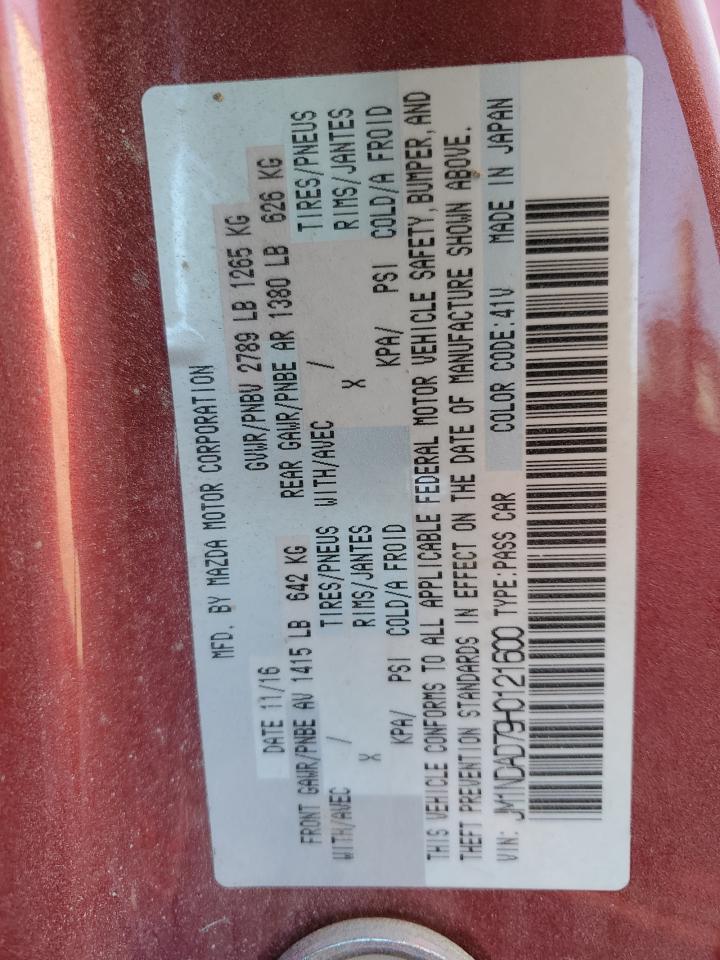 MFD. BY MAZDA MOTOR CORPORATION
DATE 11/16 GVWR/PNBV 2789 LB 1265 KG
FRONT GAWR/PNBE AV 1415 LB 642 KG REAR GAWR/PNBE AR 1380 LB 626 KG
WITH/AVEC / TIRES/PNEUS WITH/AVEC / TIRES/PNEUS
X RIMS/JANTES X RIMS/JANTES
KPA/ PSI COLD/A FROID KPA/ PSI COLD/A FROID
THIS VEHICLE CONFORMS TO ALL APPLICABLE FEDERAL MOTOR VEHICLE SAFETY, BUMPER, AND
THEFT PREVENTION STANDARDS IN EFFECT ON THE DATE OF MANUFACTURE SHOWN ABOVE.
VIN: JM1NDAD79H0121600 TYPE:PASS CAR COLOR CODE:41V MADE IN JAPAN